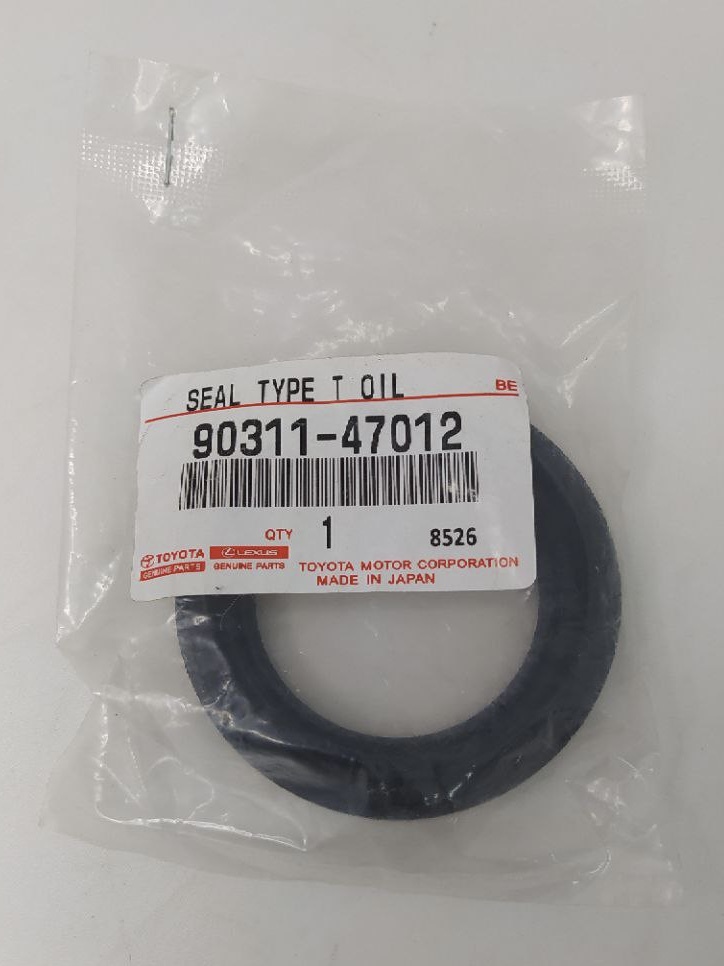 SEAL TYPE T OIL
BE
90311-47012
QTY 1 8526
TOYOTA
GENUINE PARTS
LEXUS
GENUINE PARTS
TOYOTA MOTOR CORPORATION
MADE IN JAPAN